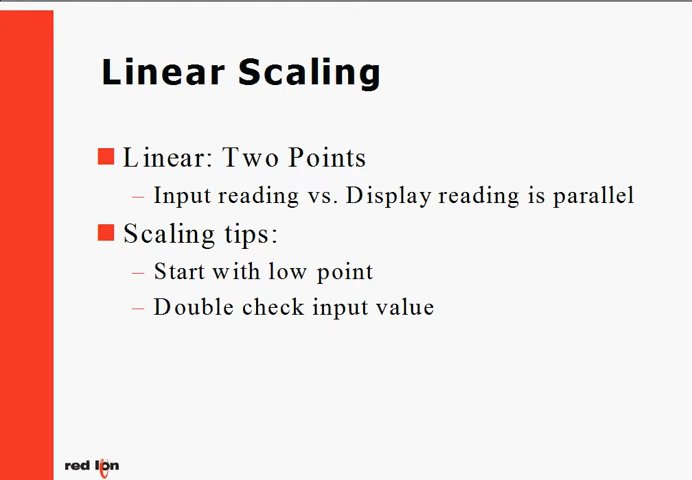 Linear Scaling
Linear: Two Points
– Input reading vs. Display reading is parallel
Scaling tips:
– Start with low point
– Double check input value
red lion